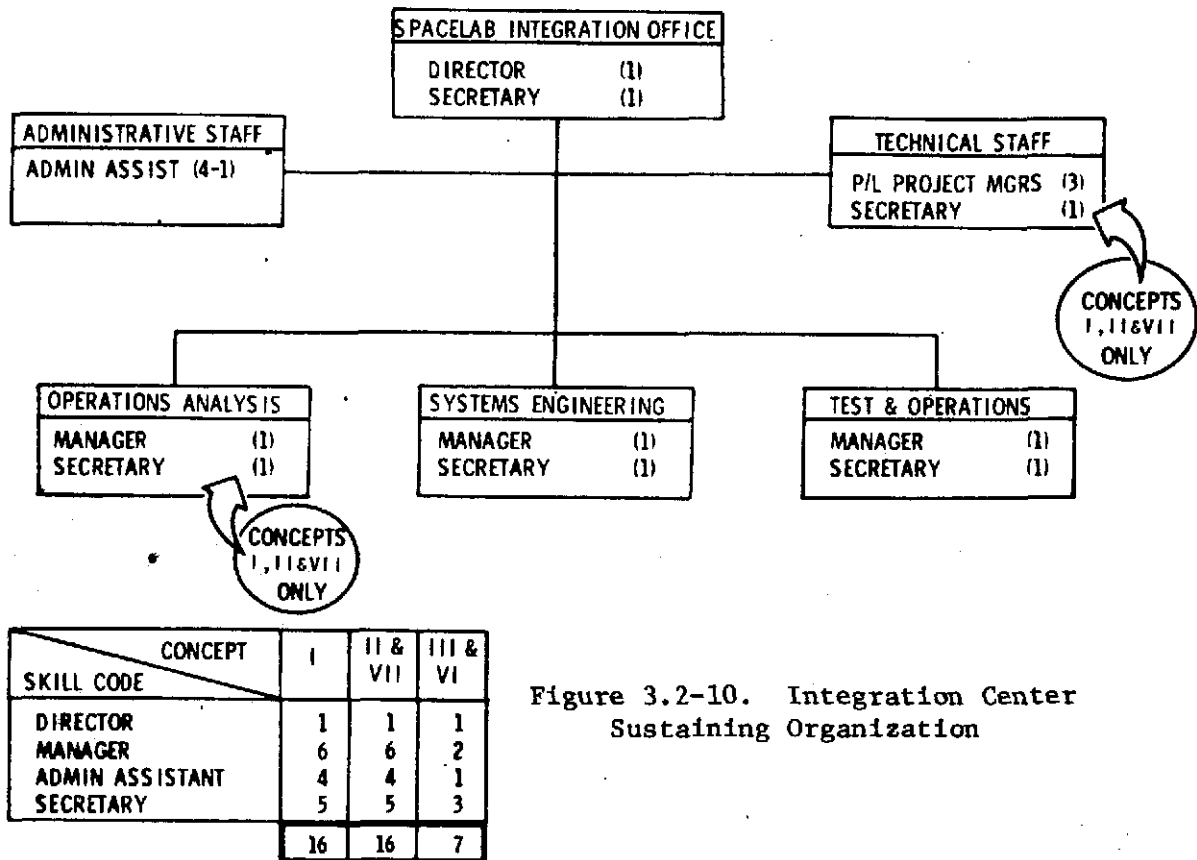 SPACELAB INTEGRATION OFFICE
DIRECTOR (1)
SECRETARY (1)
ADMINISTRATIVE STAFF
ADMIN ASSIST (4-1)
TECHNICAL STAFF
P/L PROJECT MGRS (3)
SECRETARY (1)
CONCEPTS
I, II&VII
ONLY
OPERATIONS ANALYSIS
MANAGER (1)
SECRETARY (1)
SYSTEMS ENGINEERING
MANAGER (1)
SECRETARY (1)
TEST & OPERATIONS
MANAGER (1)
SECRETARY (1)
CONCEPTS
I, II&VII
ONLY
CONCEPT I II & VII III & VI
SKILL CODE
DIRECTOR 1 1 1
MANAGER 6 6 2
ADMIN ASSISTANT 4 4 1
SECRETARY 5 5 3
16 16 7
Figure 3.2-10. Integration Center
Sustaining Organization